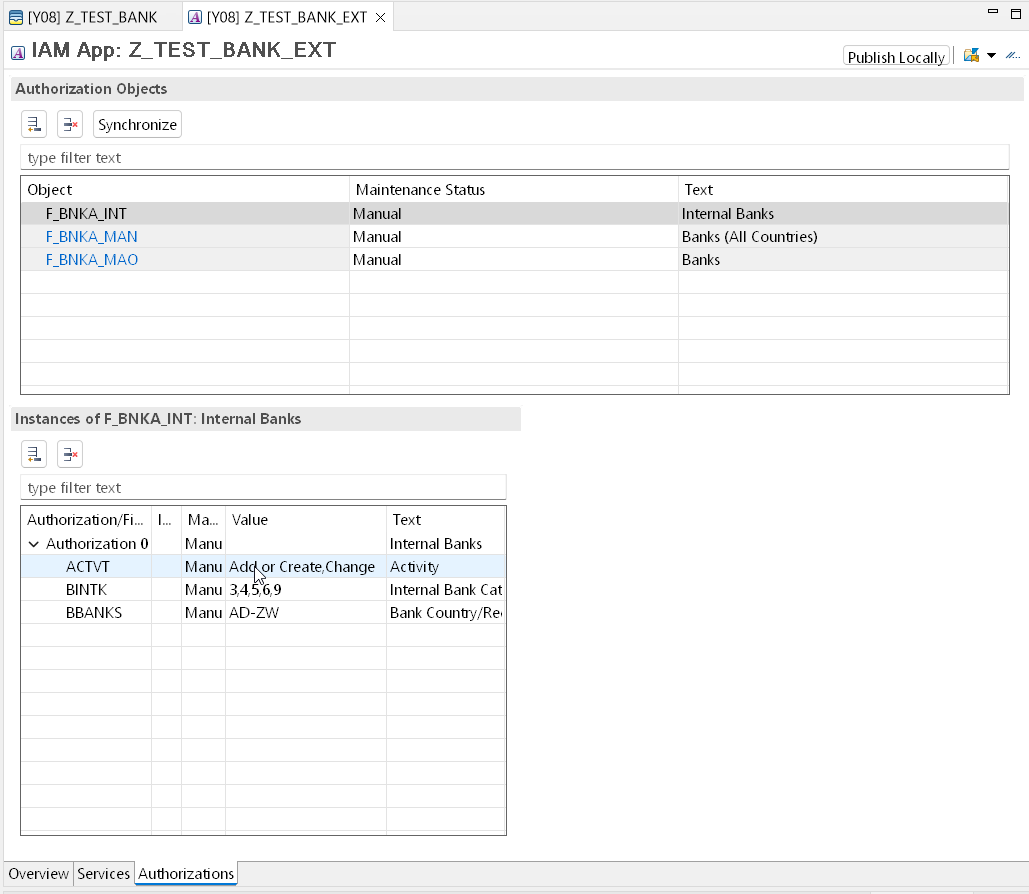 [Y08] Z_TEST_BANK [Y08] Z_TEST_BANK_EXT
IAM App: Z_TEST_BANK_EXT
Publish Locally
Authorization Objects
Synchronize
type filter text
Object Maintenance Status Text
F_BNKA_INT Manual Internal Banks
F_BNKA_MAN Manual Banks (All Countries)
F_BNKA_MAO Manual Banks
Instances of F_BNKA_INT: Internal Banks
type filter text
Authorization/Fi... I... Ma... Value Text
Authorization 0 Manu Internal Banks
ACTVT Manu Add or Create,Change Activity
BINTK Manu 3,4,5,6,9 Internal Bank Cat
BBANKS Manu AD-ZW Bank Country/Re
Overview Services Authorizations